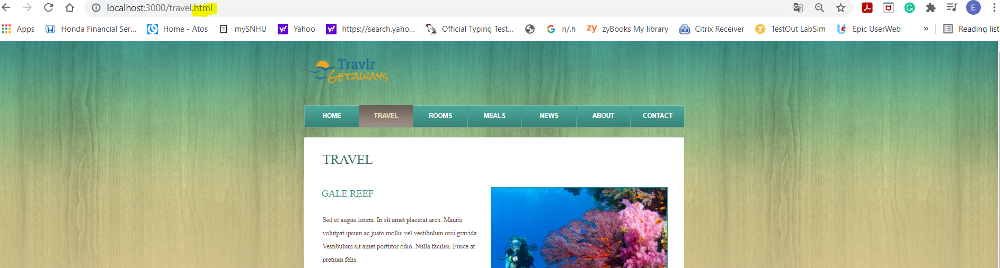 localhost:3000/travel.html
E
Apps Honda Financial Ser... Home - Atos mySNHU Yahoo https://search.yaho... Official Typing Test... n/.h zyBooks My library Citrix Receiver TestOut LabSim Epic UserWeb » Reading list
Travlr
GETAWAYS
HOME TRAVEL ROOMS MEALS NEWS ABOUT CONTACT
TRAVEL
GALE REEF
Sed et augue lorem. In sit amet placerat arcu. Mauris
volutpat ipsum ac justo mollis vel vestibulum orci gravida.
Vestibulum sit amet porttitor odio. Nulla facilisi. Fusce at
pretium felis.